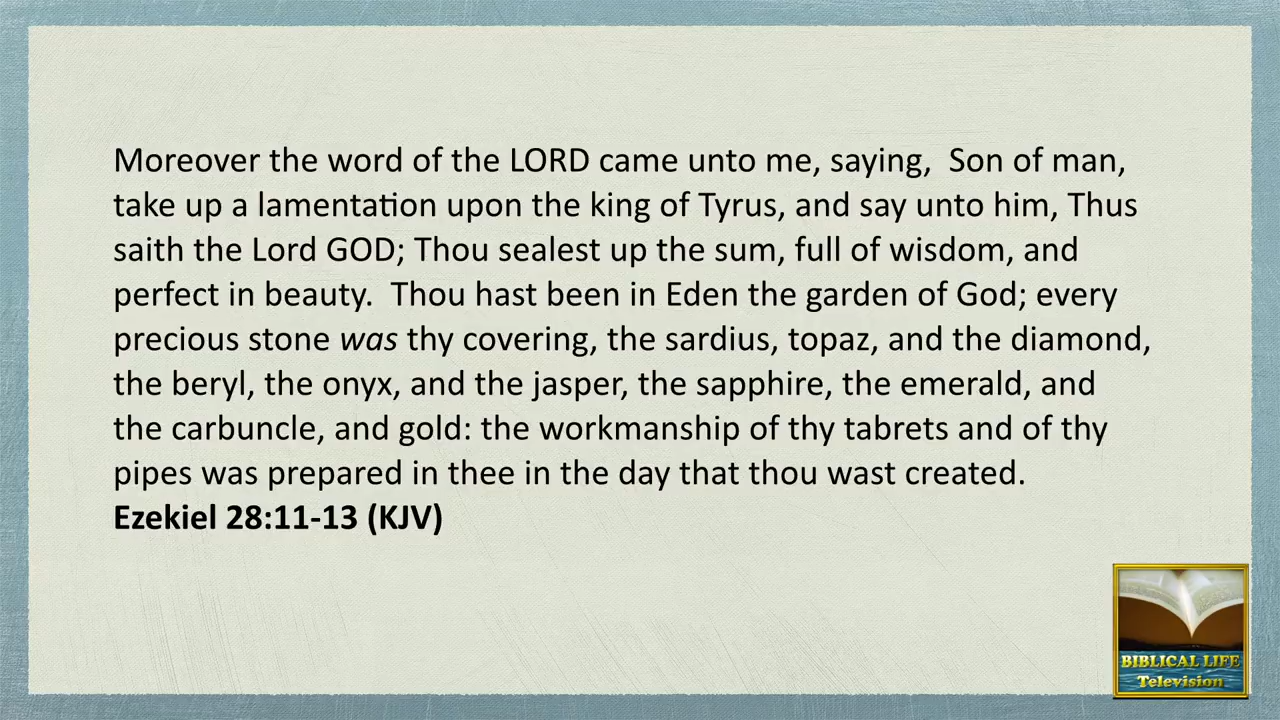 Moreover the word of the LORD came unto me, saying,  Son of man,
take up a lamentation upon the king of Tyrus, and say unto him, Thus
saith the Lord GOD; Thou sealest up the sum, full of wisdom, and
perfect in beauty.  Thou hast been in Eden the garden of God; every
precious stone was thy covering, the sardius, topaz, and the diamond,
the beryl, the onyx, and the jasper, the sapphire, the emerald, and
the carbuncle, and gold: the workmanship of thy tabrets and of thy
pipes was prepared in thee in the day that thou wast created.
Ezekiel 28:11-13 (KJV)
BIBLICAL LIFE
Television